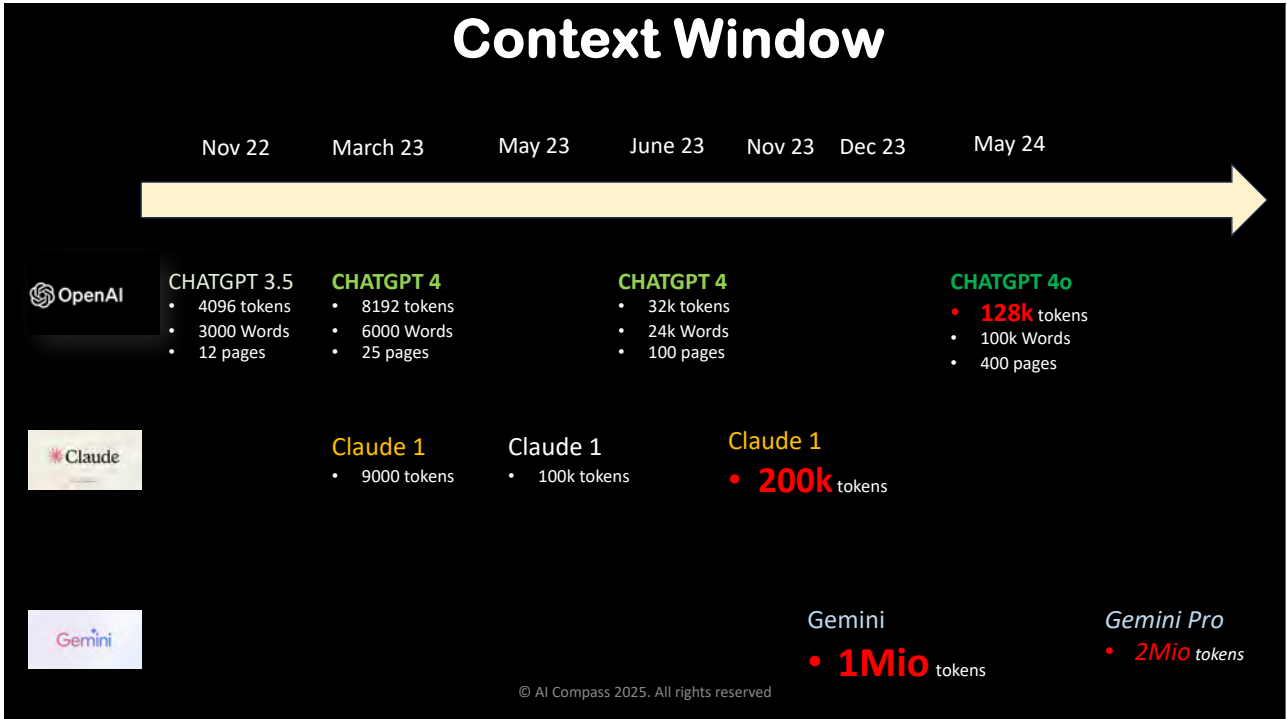 Context Window
Nov 22 March 23 May 23 June 23 Nov 23 Dec 23 May 24
OpenAI
CHATGPT 3.5
• 4096 tokens
• 3000 Words
• 12 pages
CHATGPT 4
• 8192 tokens
• 6000 Words
• 25 pages
CHATGPT 4
• 32k tokens
• 24k Words
• 100 pages
CHATGPT 4o
• 128k tokens
• 100k Words
• 400 pages
Claude
Claude 1
• 9000 tokens
Claude 1
• 100k tokens
Claude 1
• 200k tokens
Gemini
Gemini
• 1Mio tokens
Gemini Pro
• 2Mio tokens
© AI Compass 2025. All rights reserved